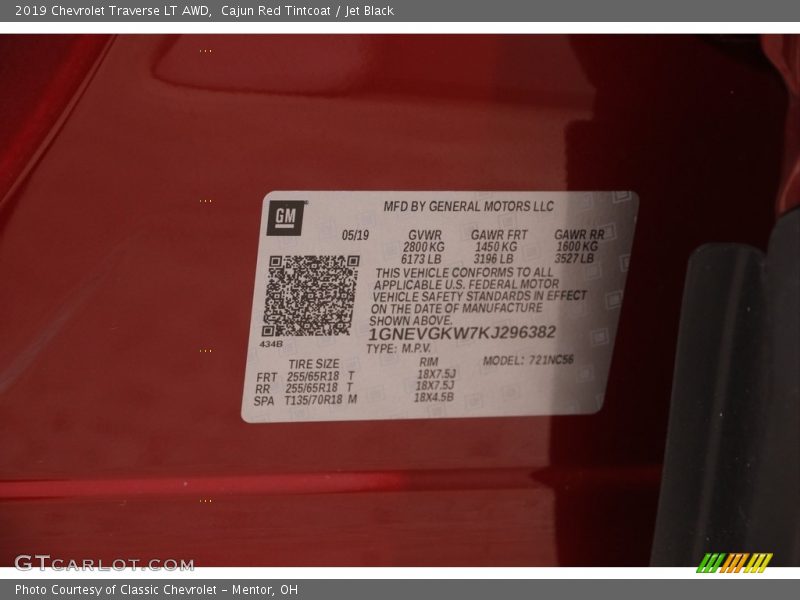 2019 Chevrolet Traverse LT AWD,  Cajun Red Tintcoat / Jet Black
GM
MFD BY GENERAL MOTORS LLC
05/19 GVWR GAWR FRT GAWR RR
2800 KG 1450 KG 1600 KG
6173 LB 3196 LB 3527 LB
THIS VEHICLE CONFORMS TO ALL
APPLICABLE U.S. FEDERAL MOTOR
VEHICLE SAFETY STANDARDS IN EFFECT
ON THE DATE OF MANUFACTURE
SHOWN ABOVE.
1GNEVGKW7KJ296382
434B
TYPE: M.P.V. MODEL: 721NC56
TIRE SIZE RIM
FRT 255/65R18 T 18X7.5J
RR 255/65R18 T 18X7.5J
SPA T135/70R18 M 18X4.5B
GTCARLOT.COM
Photo Courtesy of Classic Chevrolet - Mentor, OH